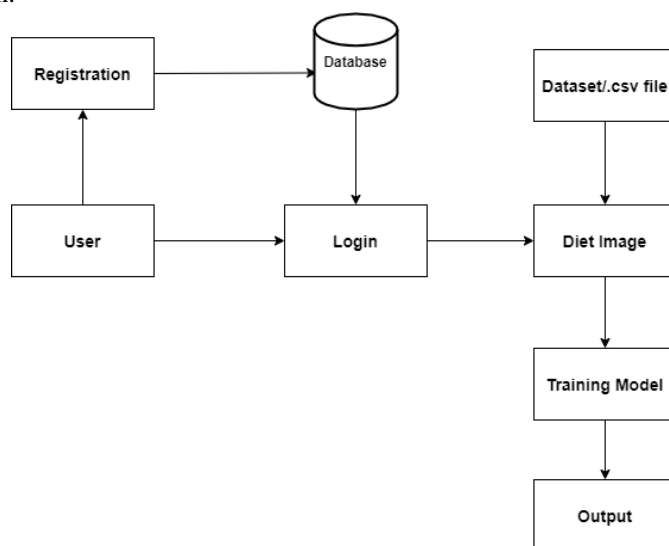 Registration
Database
Dataset/.csv file
User
Login
Diet Image
Training Model
Output